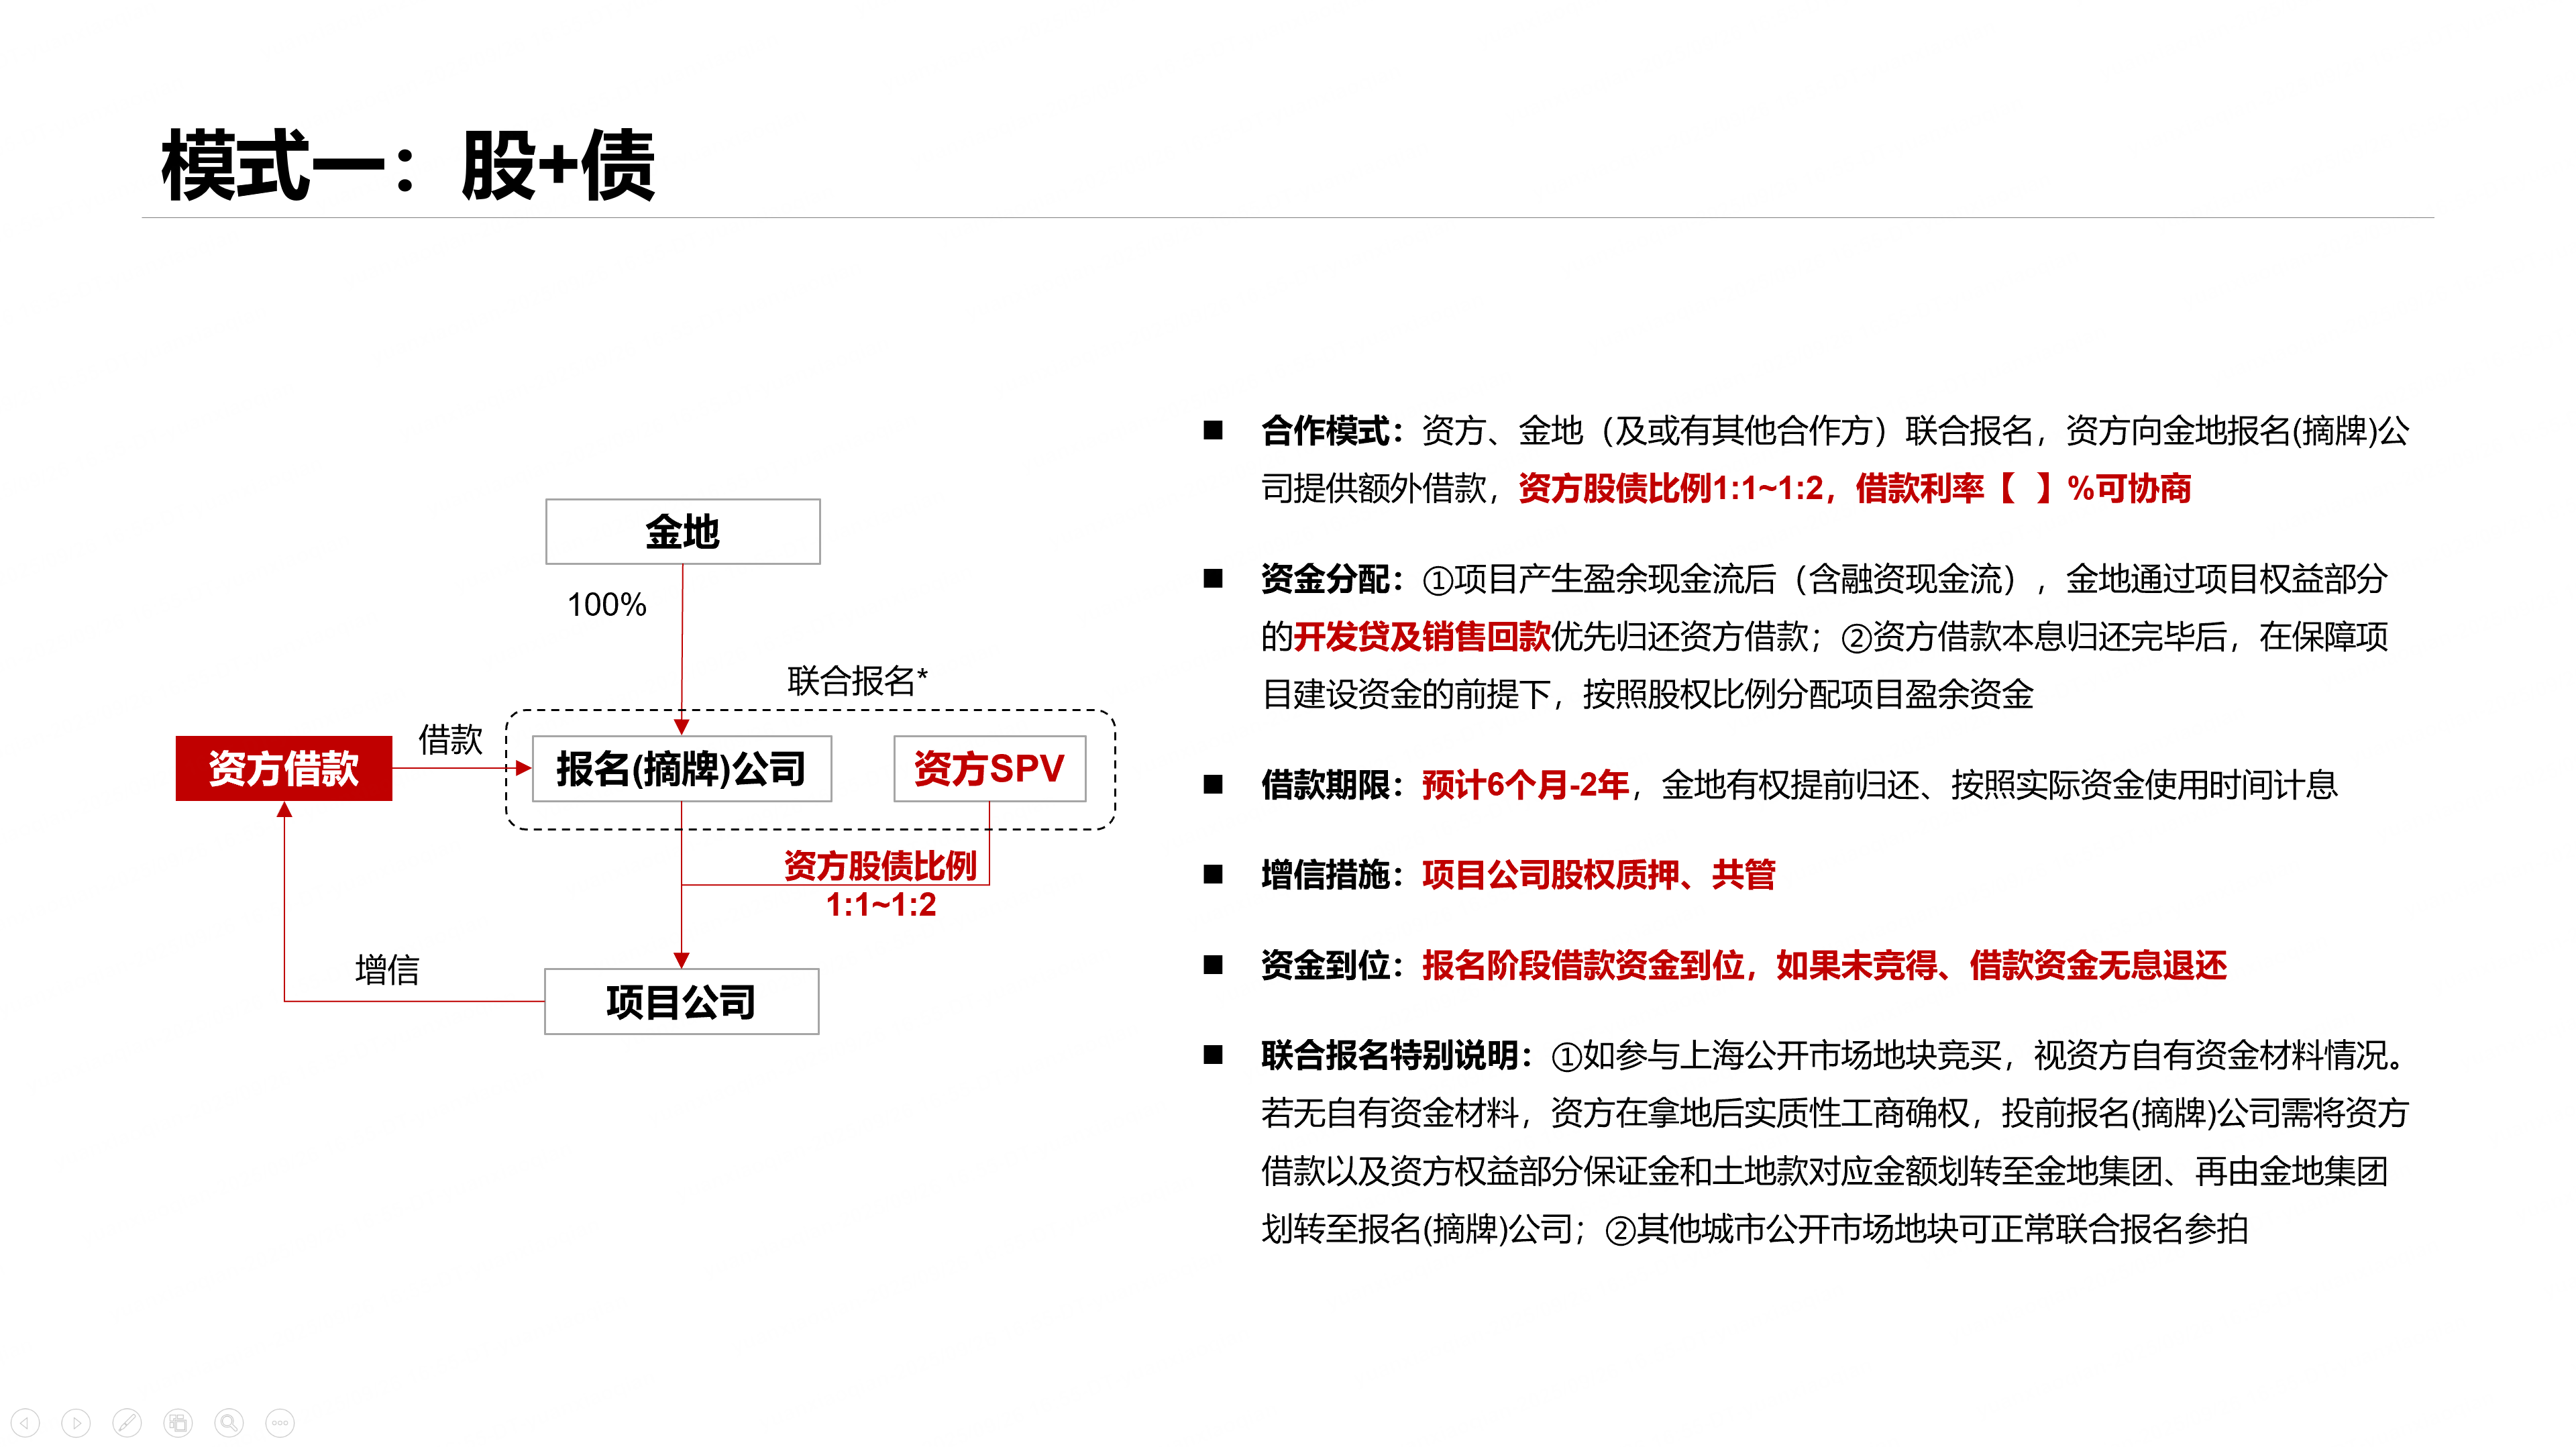 模式一：股+债
金地
100%
联合报名*
借款
资方借款
报名(摘牌)公司
资方SPV
资方股债比例
1:1~1:2
增信
项目公司
■ 合作模式：资方、金地（及或有其他合作方）联合报名，资方向金地报名(摘牌)公
司提供额外借款，资方股债比例1:1~1:2，借款利率【 】%可协商
■ 资金分配：①项目产生盈余现金流后（含融资现金流），金地通过项目权益部分
的开发贷及销售回款优先归还资方借款；②资方借款本息归还完毕后，在保障项
目建设资金的前提下，按照股权比例分配项目盈余资金
■ 借款期限：预计6个月-2年，金地有权提前归还、按照实际资金使用时间计息
■ 增信措施：项目公司股权质押、共管
■ 资金到位：报名阶段借款资金到位，如果未竞得、借款资金无息退还
■ 联合报名特别说明：①如参与上海公开市场地块竞买，视资方自有资金材料情况。
若无自有资金材料，资方在拿地后实质性工商确权，投前报名(摘牌)公司需将资方
借款以及资方权益部分保证金和土地款对应金额划转至金地集团、再由金地集团
划转至报名(摘牌)公司；②其他城市公开市场地块可正常联合报名参拍